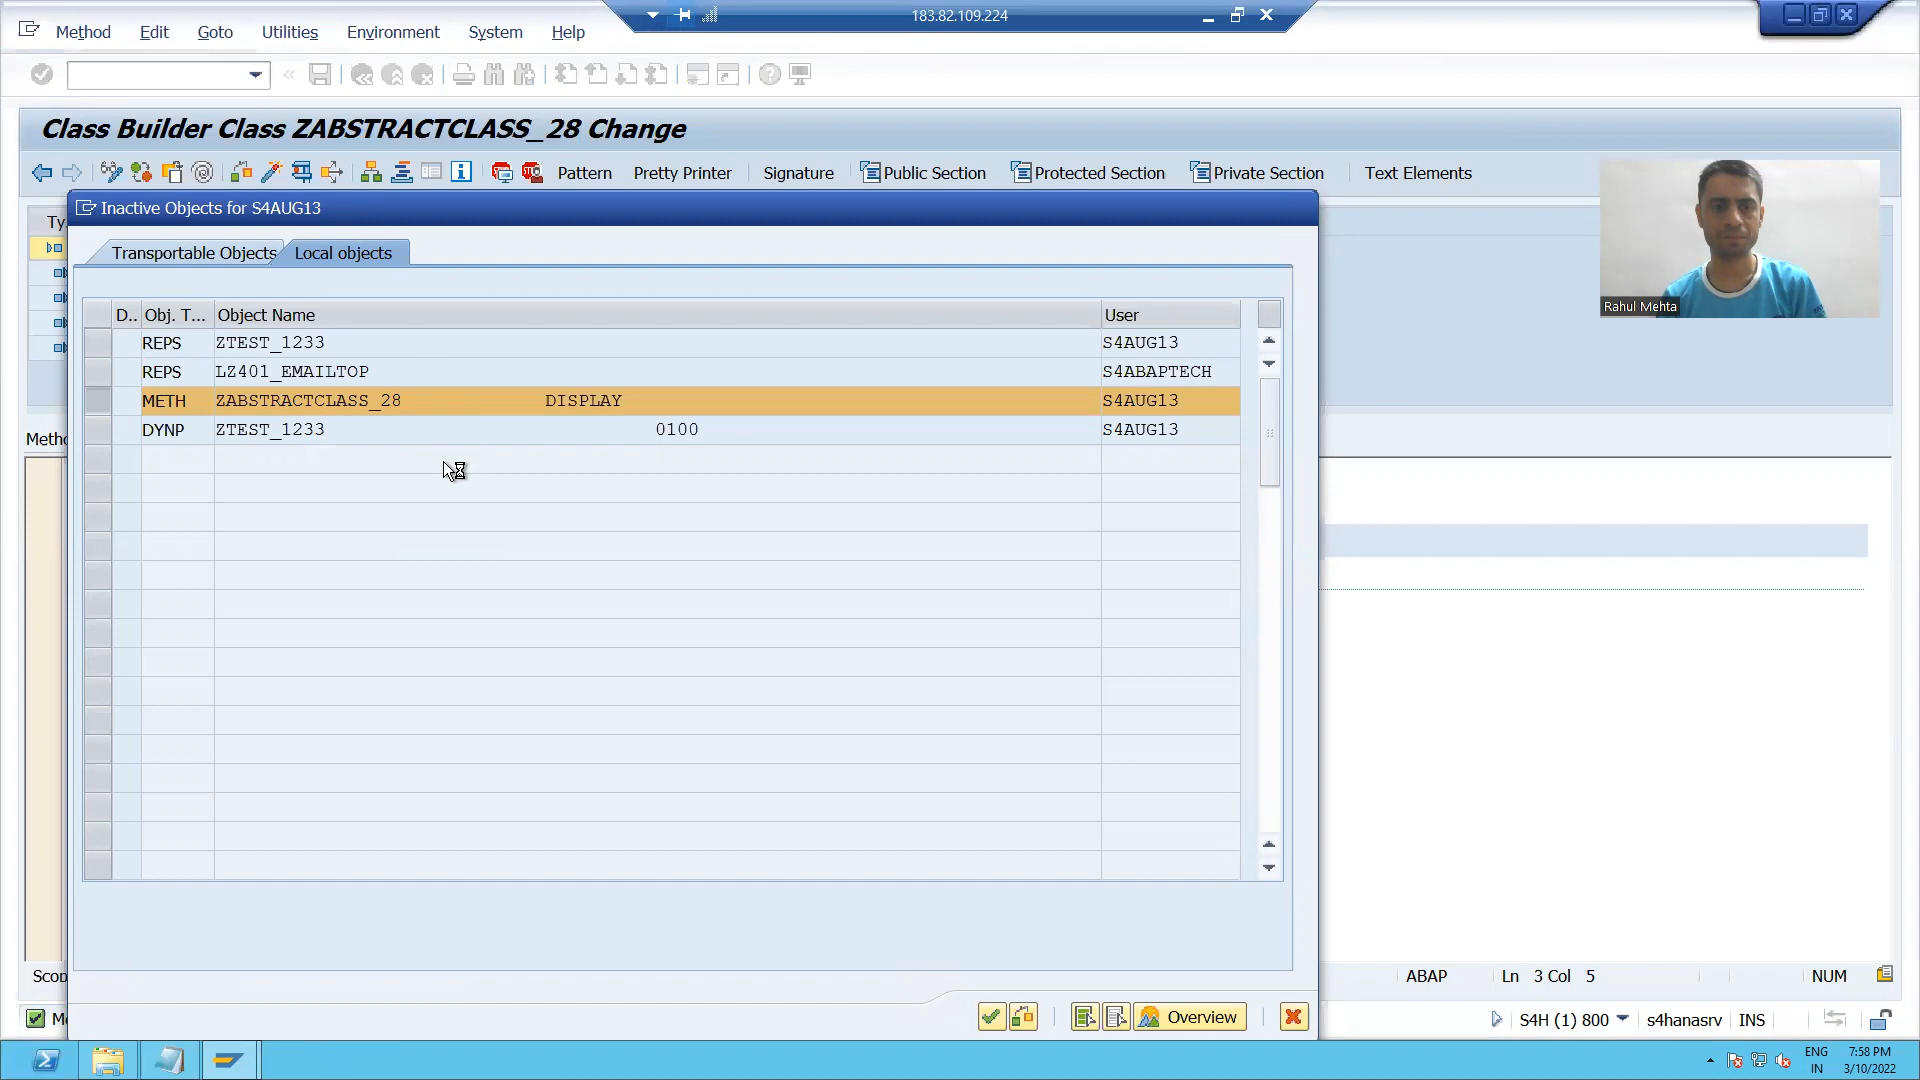 183.82.109.224
Method Edit Goto Utilities Environment System Help
Class Builder Class ZABSTRACTCLASS_28 Change
Pattern Pretty Printer Signature Public Section Protected Section Private Section Text Elements
Ty
Inactive Objects for S4AUG13
Transportable Objects Local objects
D.. Obj. T... Object Name User
REPS ZTEST_1233 S4AUG13
REPS LZ401_EMAILTOP S4ABAPTECH
METH ZABSTRACTCLASS_28 DISPLAY S4AUG13
DYNP ZTEST_1233 0100 S4AUG13
Metho
Rahul Mehta
Scop
ABAP Ln 3 Col 5 NUM
Overview
S4H (1) 800 s4hanasrv INS
ENG 7:58 PM
IN 3/10/2022